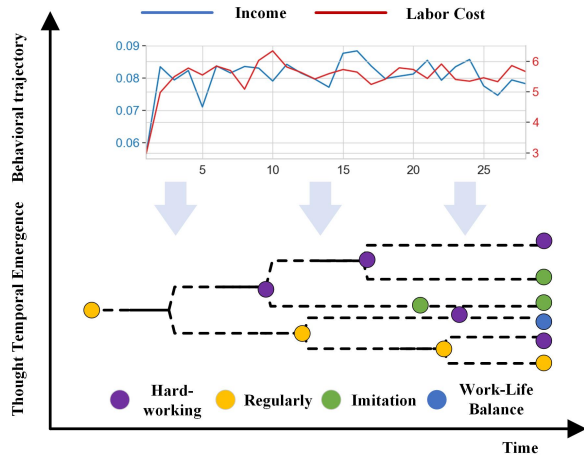 Income
Labor Cost
Behavioral trajectory
0.09
0.08
0.07
0.06
6
5
4
3
5
10
15
20
25
Thought Temporal Emergence
Hard-
working
Regularly
Imitation
Work-Life
Balance
Time